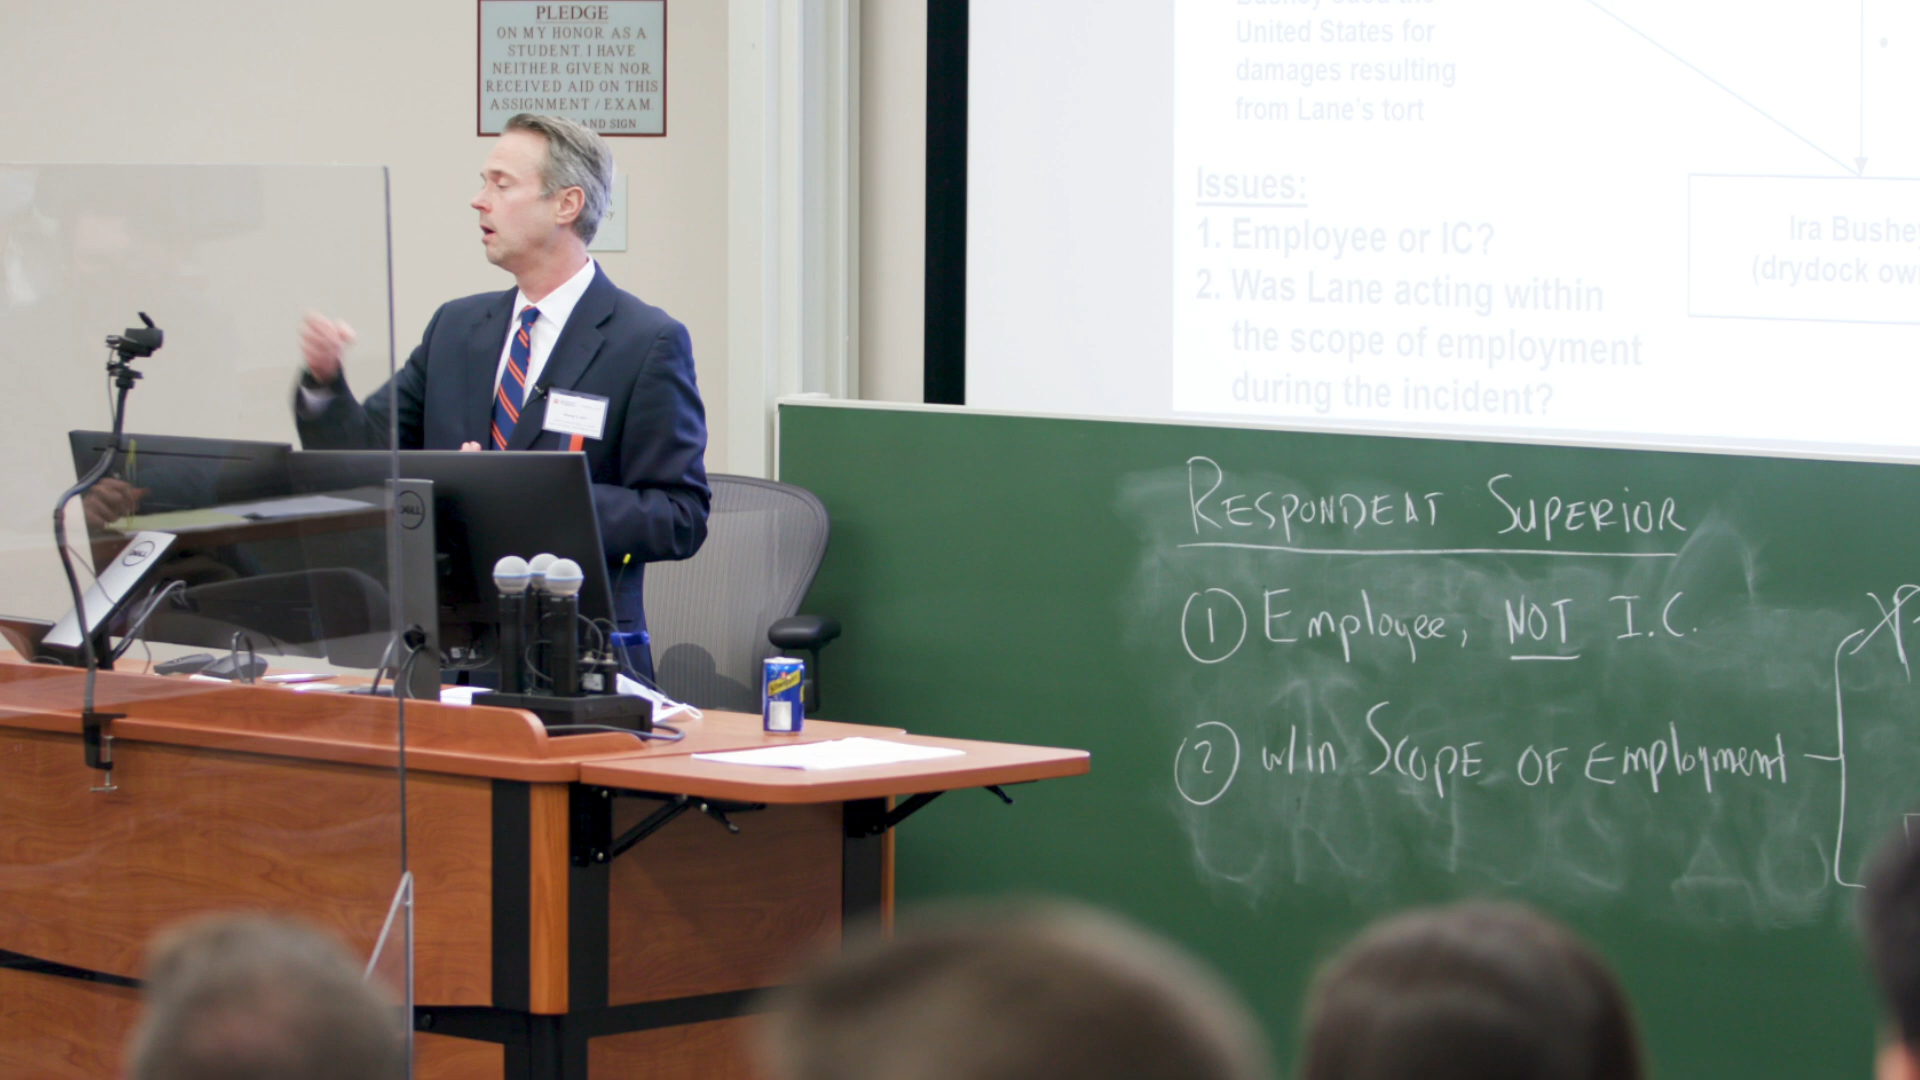 PLEDGE
ON MY HONOR AS A
STUDENT, I HAVE
NEITHER GIVEN NOR
RECEIVED AID ON THIS
ASSIGNMENT / EXAM.
AND SIGN
United States for
damages resulting
from Lane's tort
Issues:
1. Employee or IC?
2. Was Lane acting within
the scope of employment
during the incident?
Ira Bushey
(drydock own
RESPONDEAT SUPERIOR
① Employee, NOT I.C.
② w/in SCOPE OF Employment
DELL
DELL